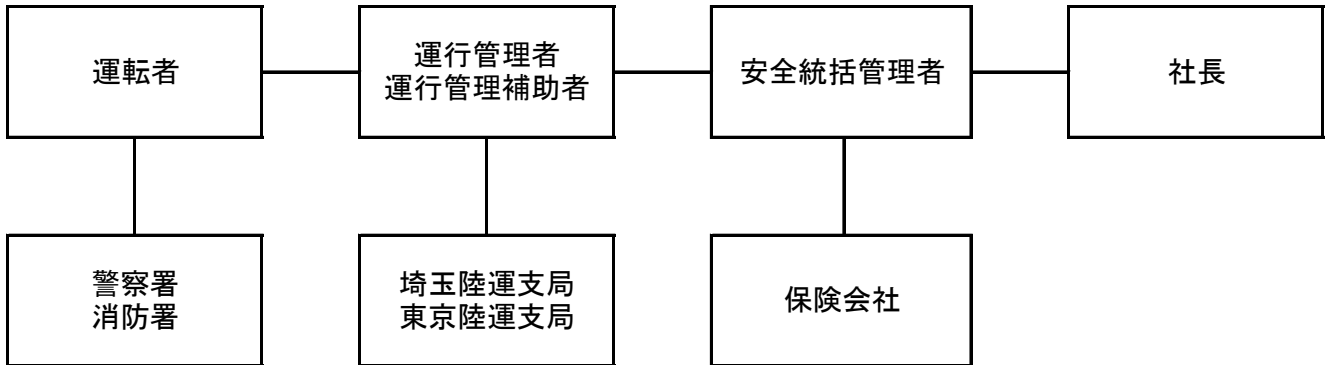 運転者
運行管理者
運行管理補助者
安全統括管理者
社長
警察署
消防署
埼玉陸運支局
東京陸運支局
保険会社